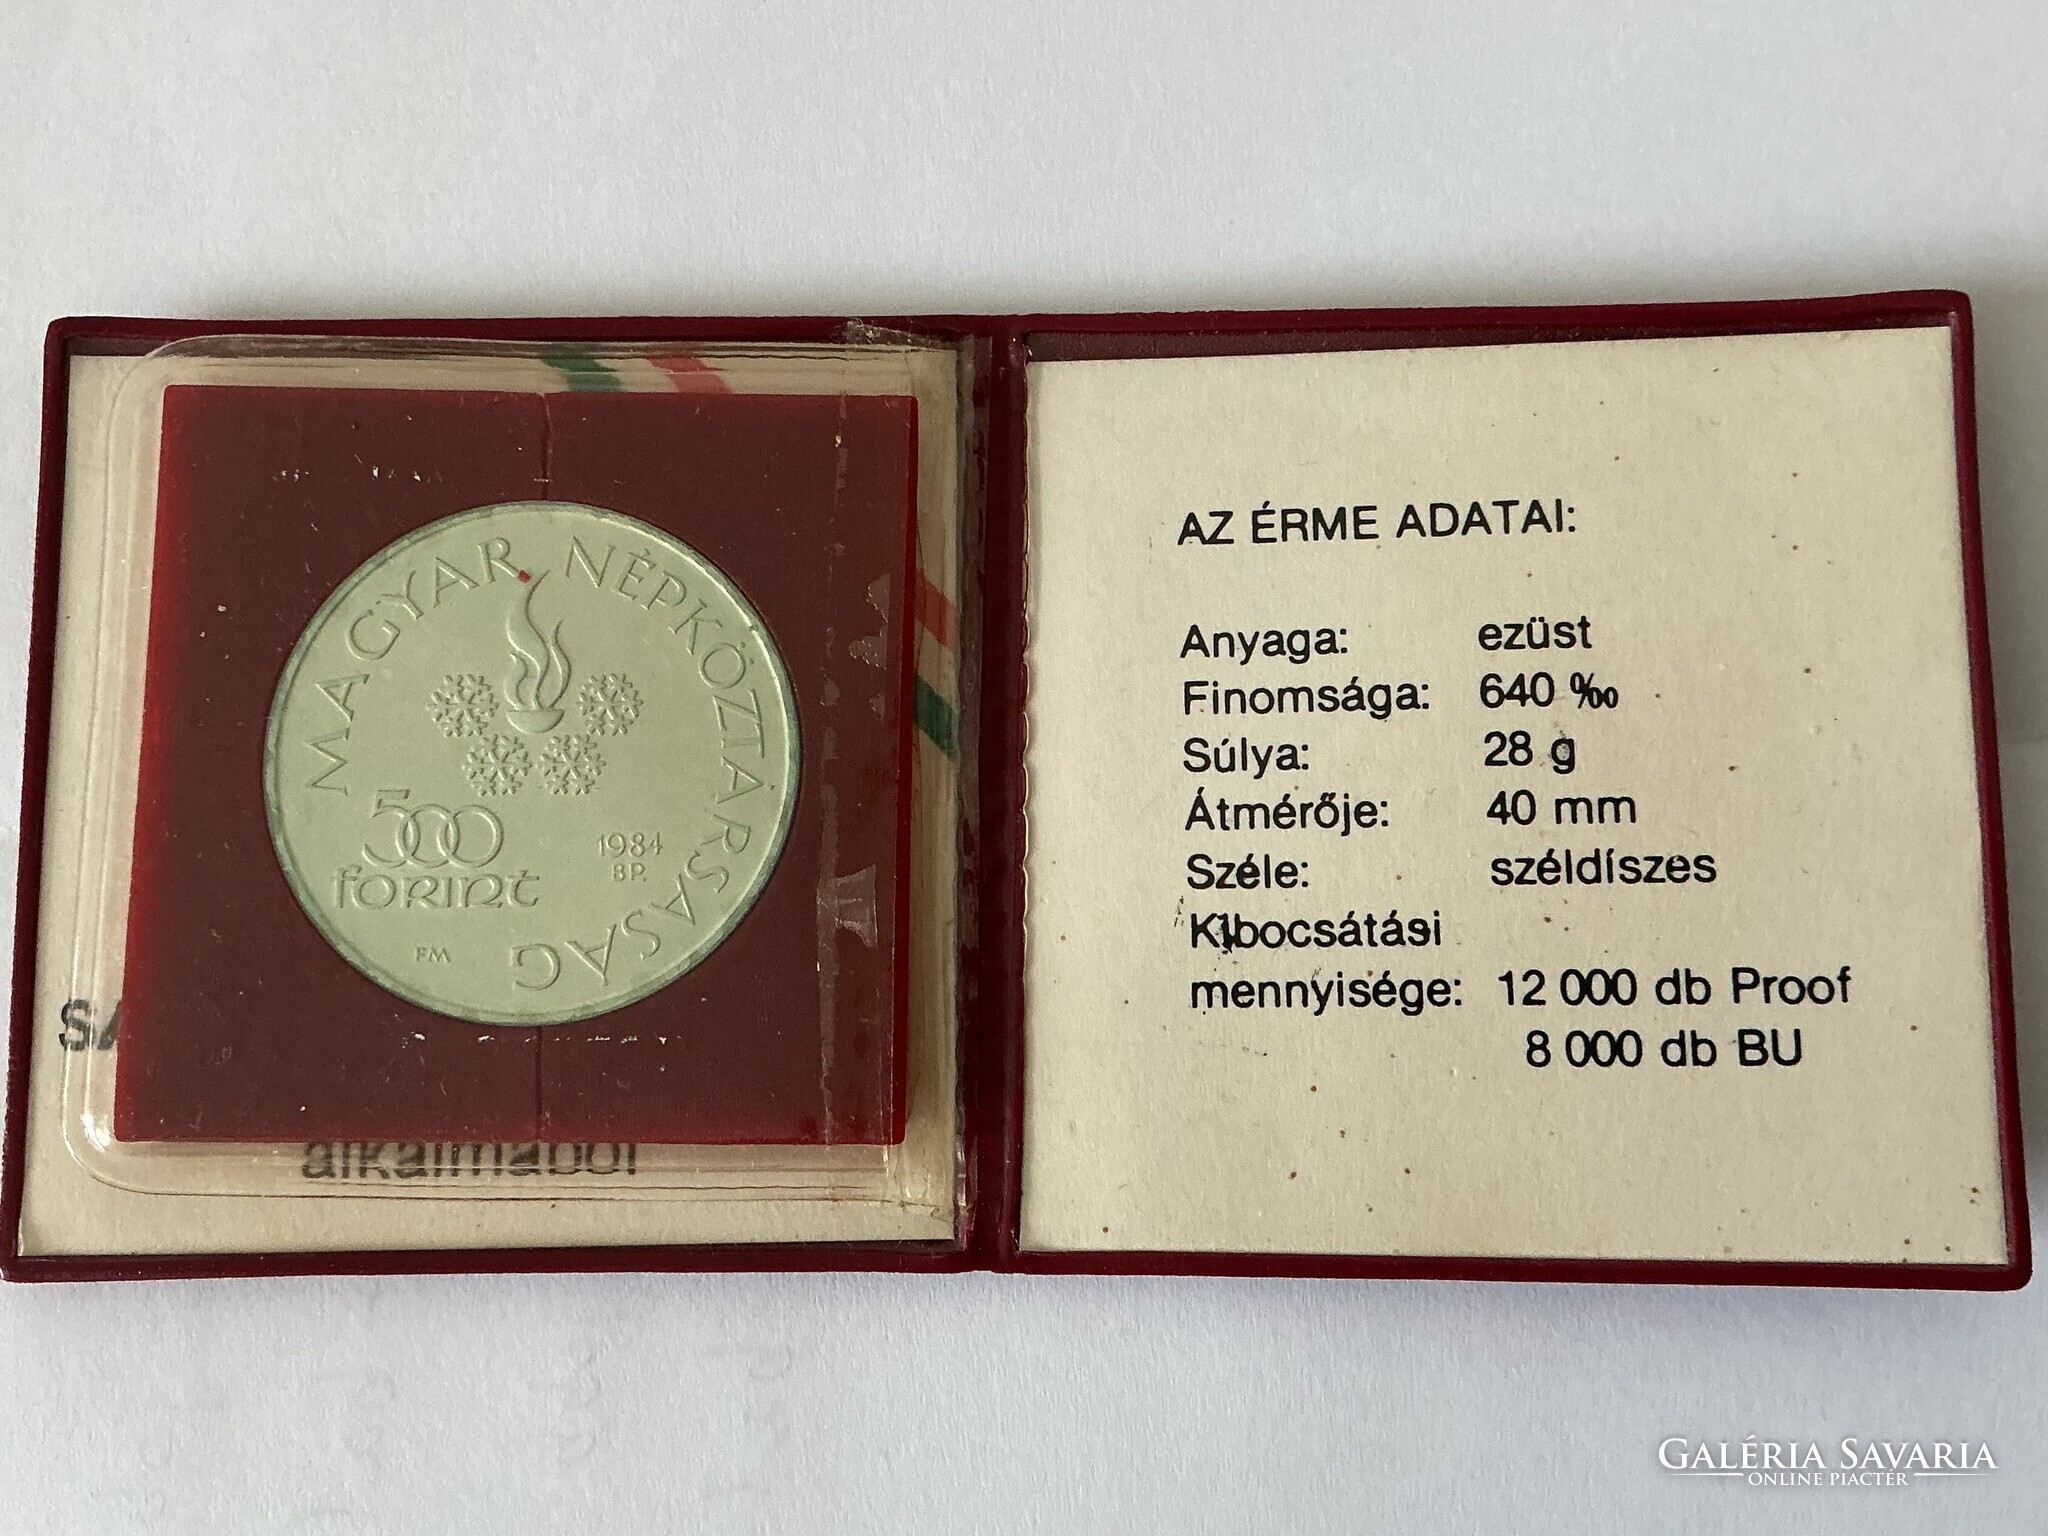 MAGYAR NÉPKÖZTÁRSASÁG
500
FORINT
1984
BP.
FM
alkalmából
AZ ÉRME ADATAI:
Anyaga: ezüst
Finomsága: 640 ‰
Súlya: 28 g
Átmérője: 40 mm
Széle: széldíszes
Kibocsátási
mennyisége: 12 000 db Proof
8 000 db BU
GALÉRIA SAVARIA
ONLINE PIACTÉR